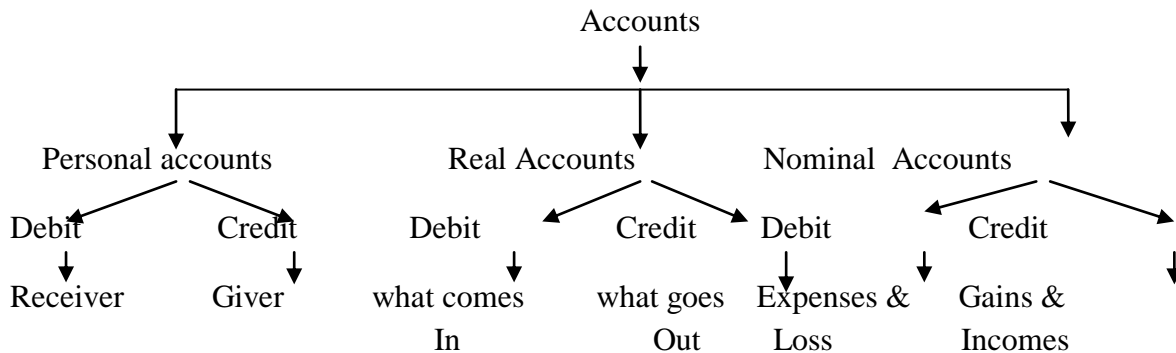 Accounts
Personal accounts Real Accounts Nominal Accounts
Debit Credit Debit Credit Debit Credit
Receiver Giver what comes what goes Expenses & Gains &
In Out Loss Incomes